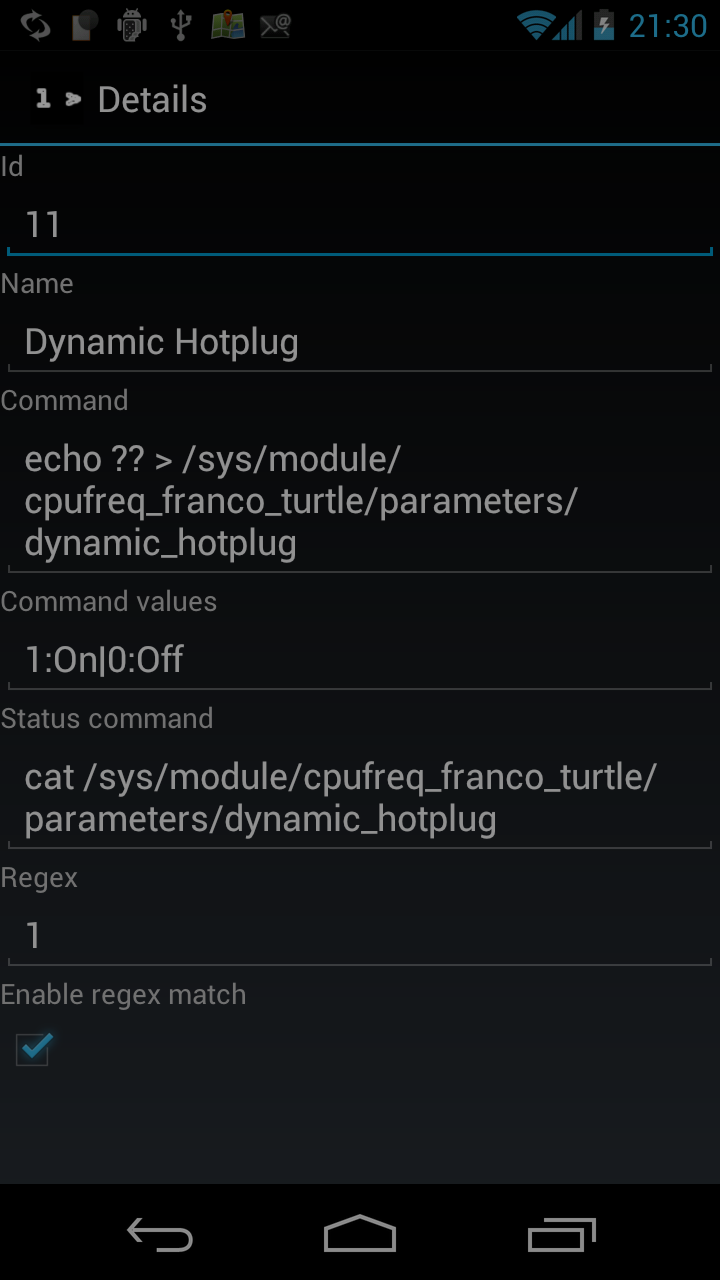 21:30
1 > Details
Id
11
Name
Dynamic Hotplug
Command
echo ?? > /sys/module/
cpufreq_franco_turtle/parameters/
dynamic_hotplug
Command values
1:On|0:Off
Status command
cat /sys/module/cpufreq_franco_turtle/
parameters/dynamic_hotplug
Regex
1
Enable regex match